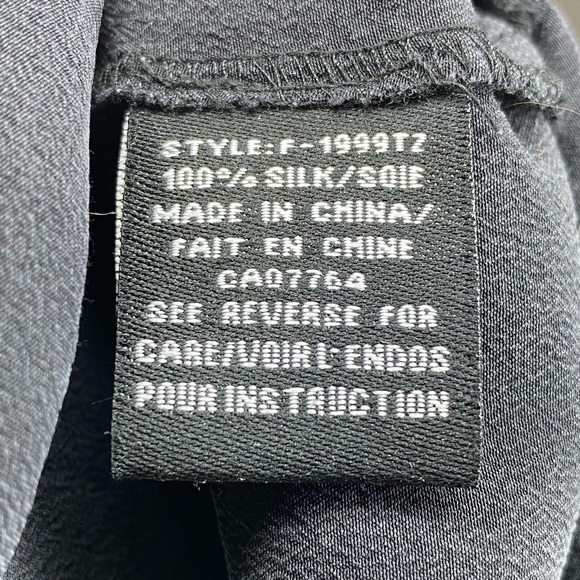 STYLE: F-1999TZ
100% SILK/SOIE
MADE IN CHINA/
FAIT EN CHINE
CA07764
SEE REVERSE FOR
CARE/VOIR L'ENDOS
POUR INSTRUCTION